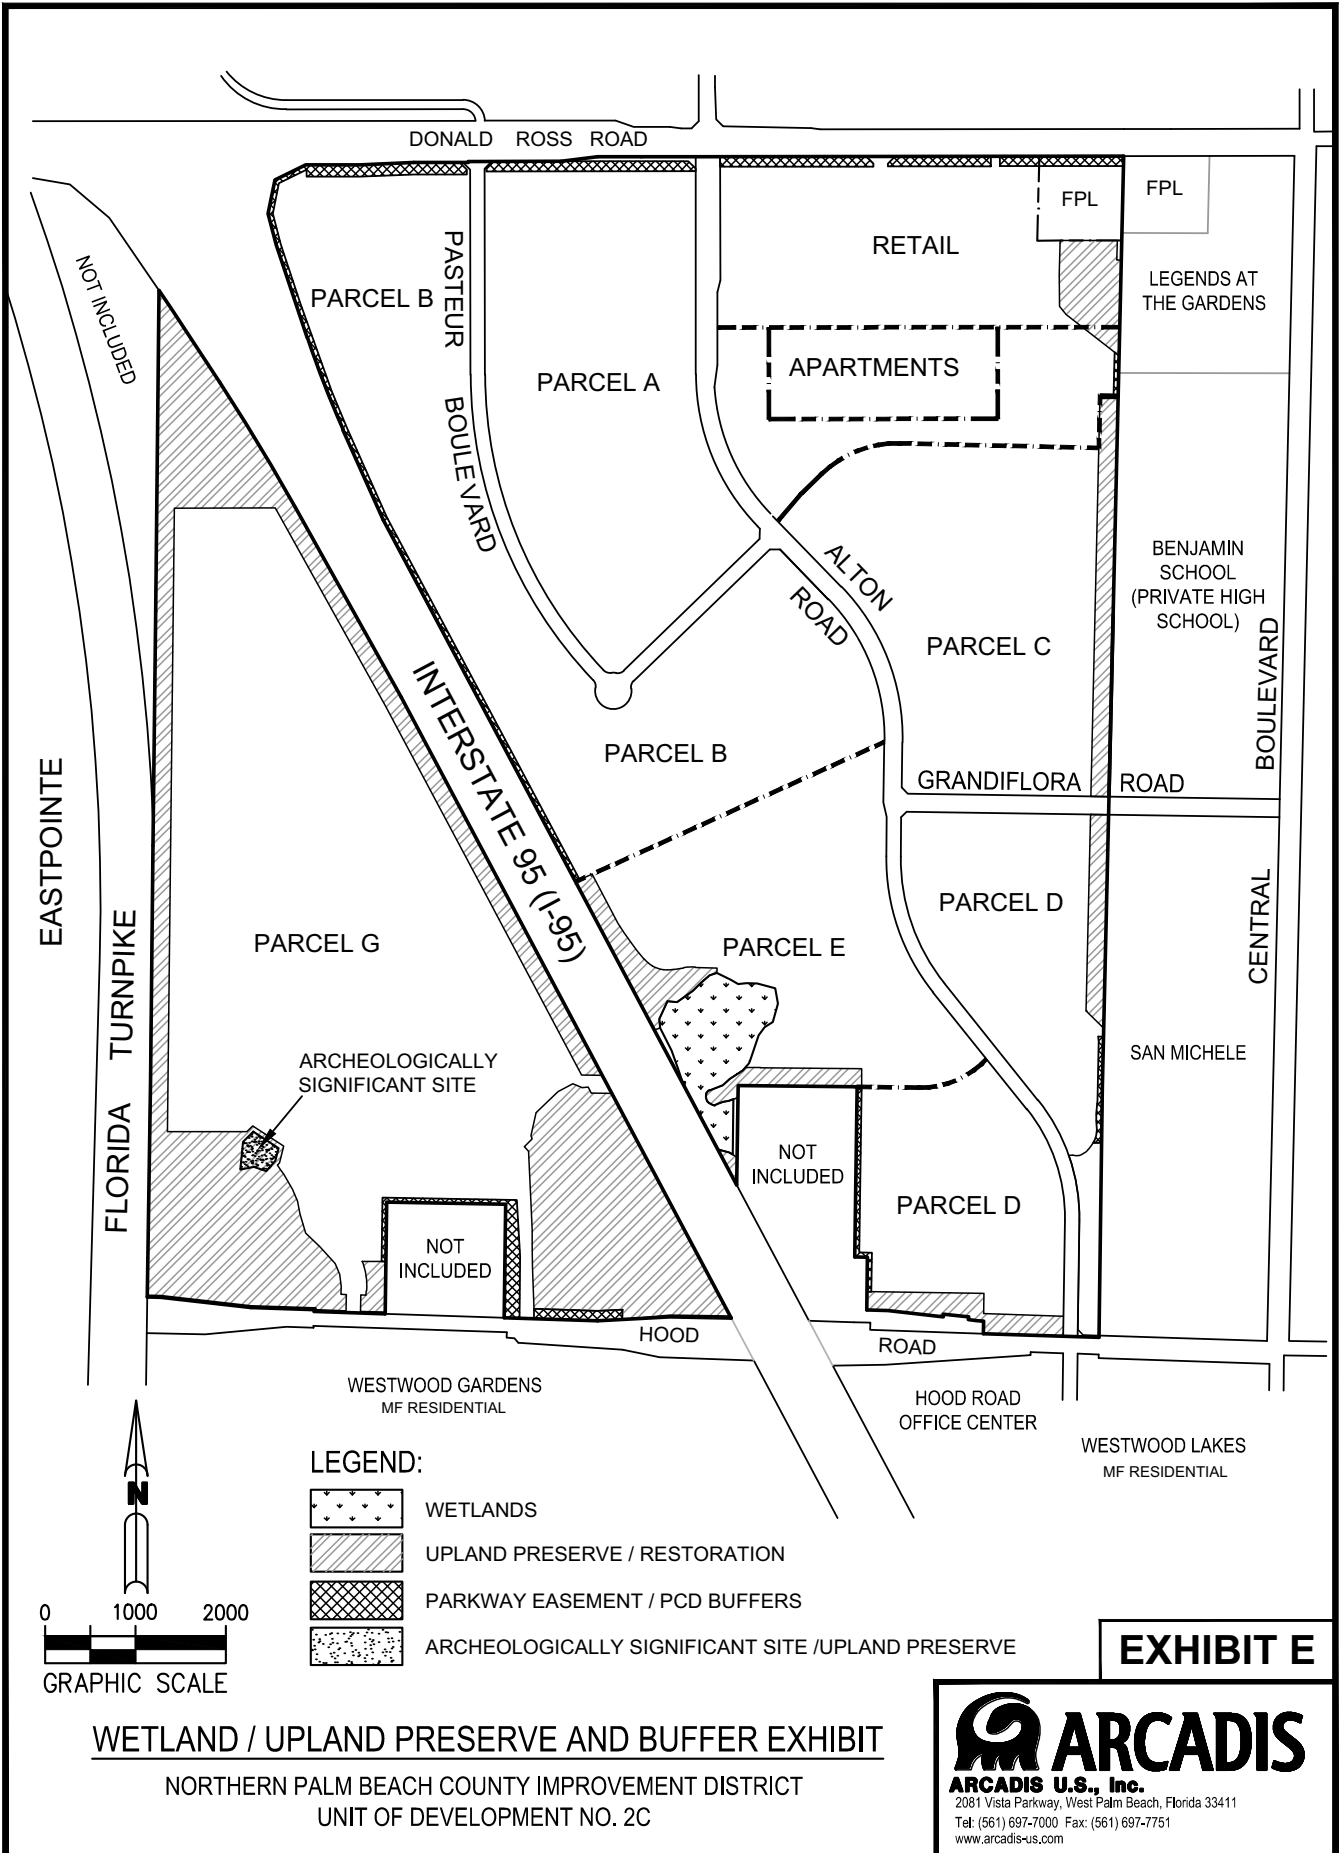 DONALD ROSS ROAD
FPL
FPL
RETAIL
NOT INCLUDED
PASTEUR
BOULEVARD
PARCEL B
LEGENDS AT
THE GARDENS
APARTMENTS
PARCEL A
ALTON
ROAD
BENJAMIN
SCHOOL
(PRIVATE HIGH
SCHOOL)
PARCEL C
BOULEVARD
INTERSTATE 95 (I-95)
PARCEL B
GRANDIFLORA ROAD
EASTPOINTE
PARCEL D
CENTRAL
PARCEL G
PARCEL E
FLORIDA TURNPIKE
ARCHEOLOGICALLY
SIGNIFICANT SITE
SAN MICHELE
NOT
INCLUDED
PARCEL D
NOT
INCLUDED
HOOD
ROAD
WESTWOOD GARDENS
MF RESIDENTIAL
HOOD ROAD
OFFICE CENTER
WESTWOOD LAKES
MF RESIDENTIAL
LEGEND:
WETLANDS
UPLAND PRESERVE / RESTORATION
PARKWAY EASEMENT / PCD BUFFERS
ARCHEOLOGICALLY SIGNIFICANT SITE /UPLAND PRESERVE
N
0 1000 2000
GRAPHIC SCALE
EXHIBIT E
WETLAND / UPLAND PRESERVE AND BUFFER EXHIBIT
NORTHERN PALM BEACH COUNTY IMPROVEMENT DISTRICT
UNIT OF DEVELOPMENT NO. 2C
ARCADIS
ARCADIS U.S., Inc.
2081 Vista Parkway, West Palm Beach, Florida 33411
Tel: (561) 697-7000 Fax: (561) 697-7751
www.arcadis-us.com